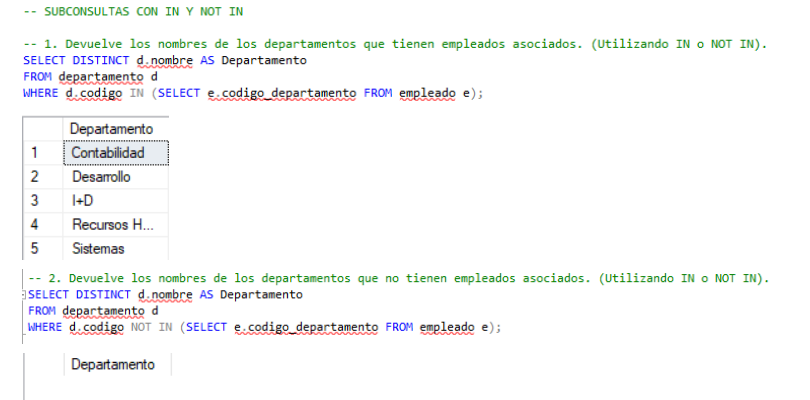 -- SUBCONSULTAS CON IN Y NOT IN
-- 1. Devuelve los nombres de los departamentos que tienen empleados asociados. (Utilizando IN o NOT IN).
SELECT DISTINCT d.nombre AS Departamento
FROM departamento d
WHERE d.codigo IN (SELECT e.codigo_departamento FROM empleado e);
Departamento
1 Contabilidad
2 Desarrollo
3 I+D
4 Recursos H...
5 Sistemas
-- 2. Devuelve los nombres de los departamentos que no tienen empleados asociados. (Utilizando IN o NOT IN).
SELECT DISTINCT d.nombre AS Departamento
FROM departamento d
WHERE d.codigo NOT IN (SELECT e.codigo_departamento FROM empleado e);
Departamento